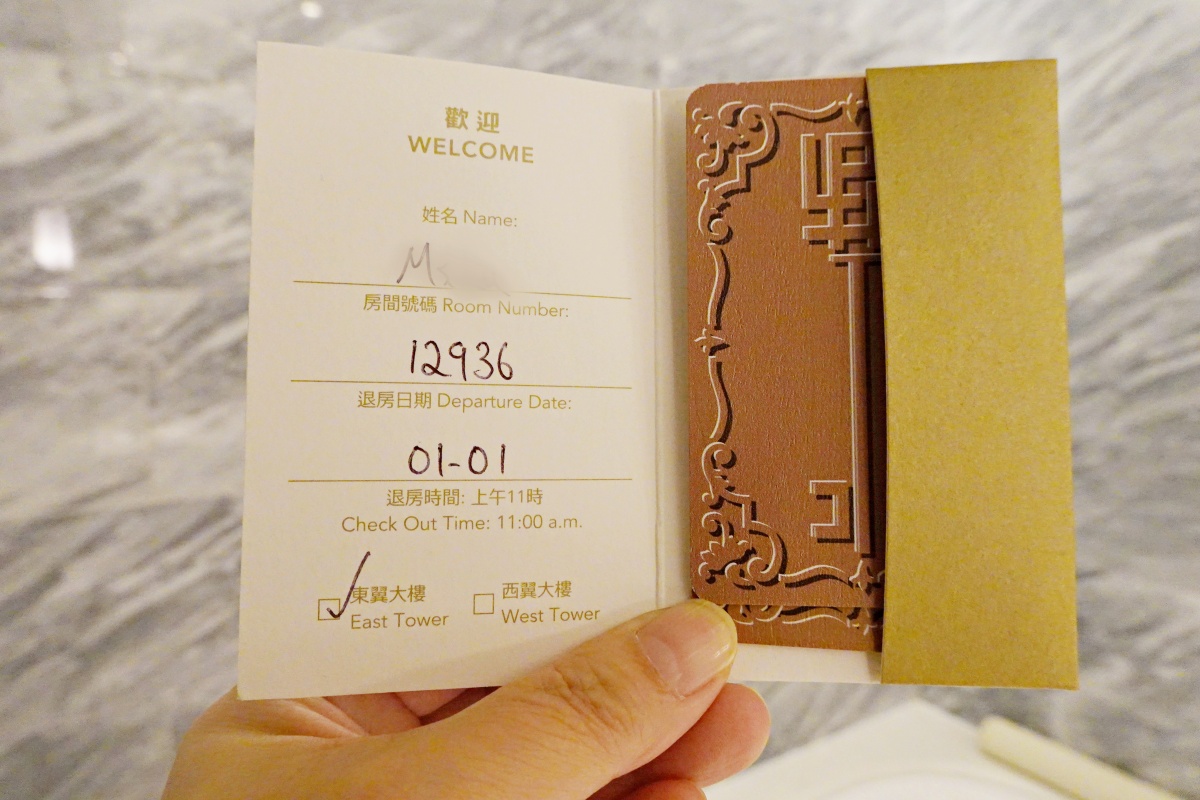 歡迎
WELCOME
姓名 Name:
房間號碼 Room Number:
12936
退房日期 Departure Date:
01-01
退房時間: 上午11時
Check Out Time: 11:00 a.m.
東翼大樓
East Tower
西翼大樓
West Tower